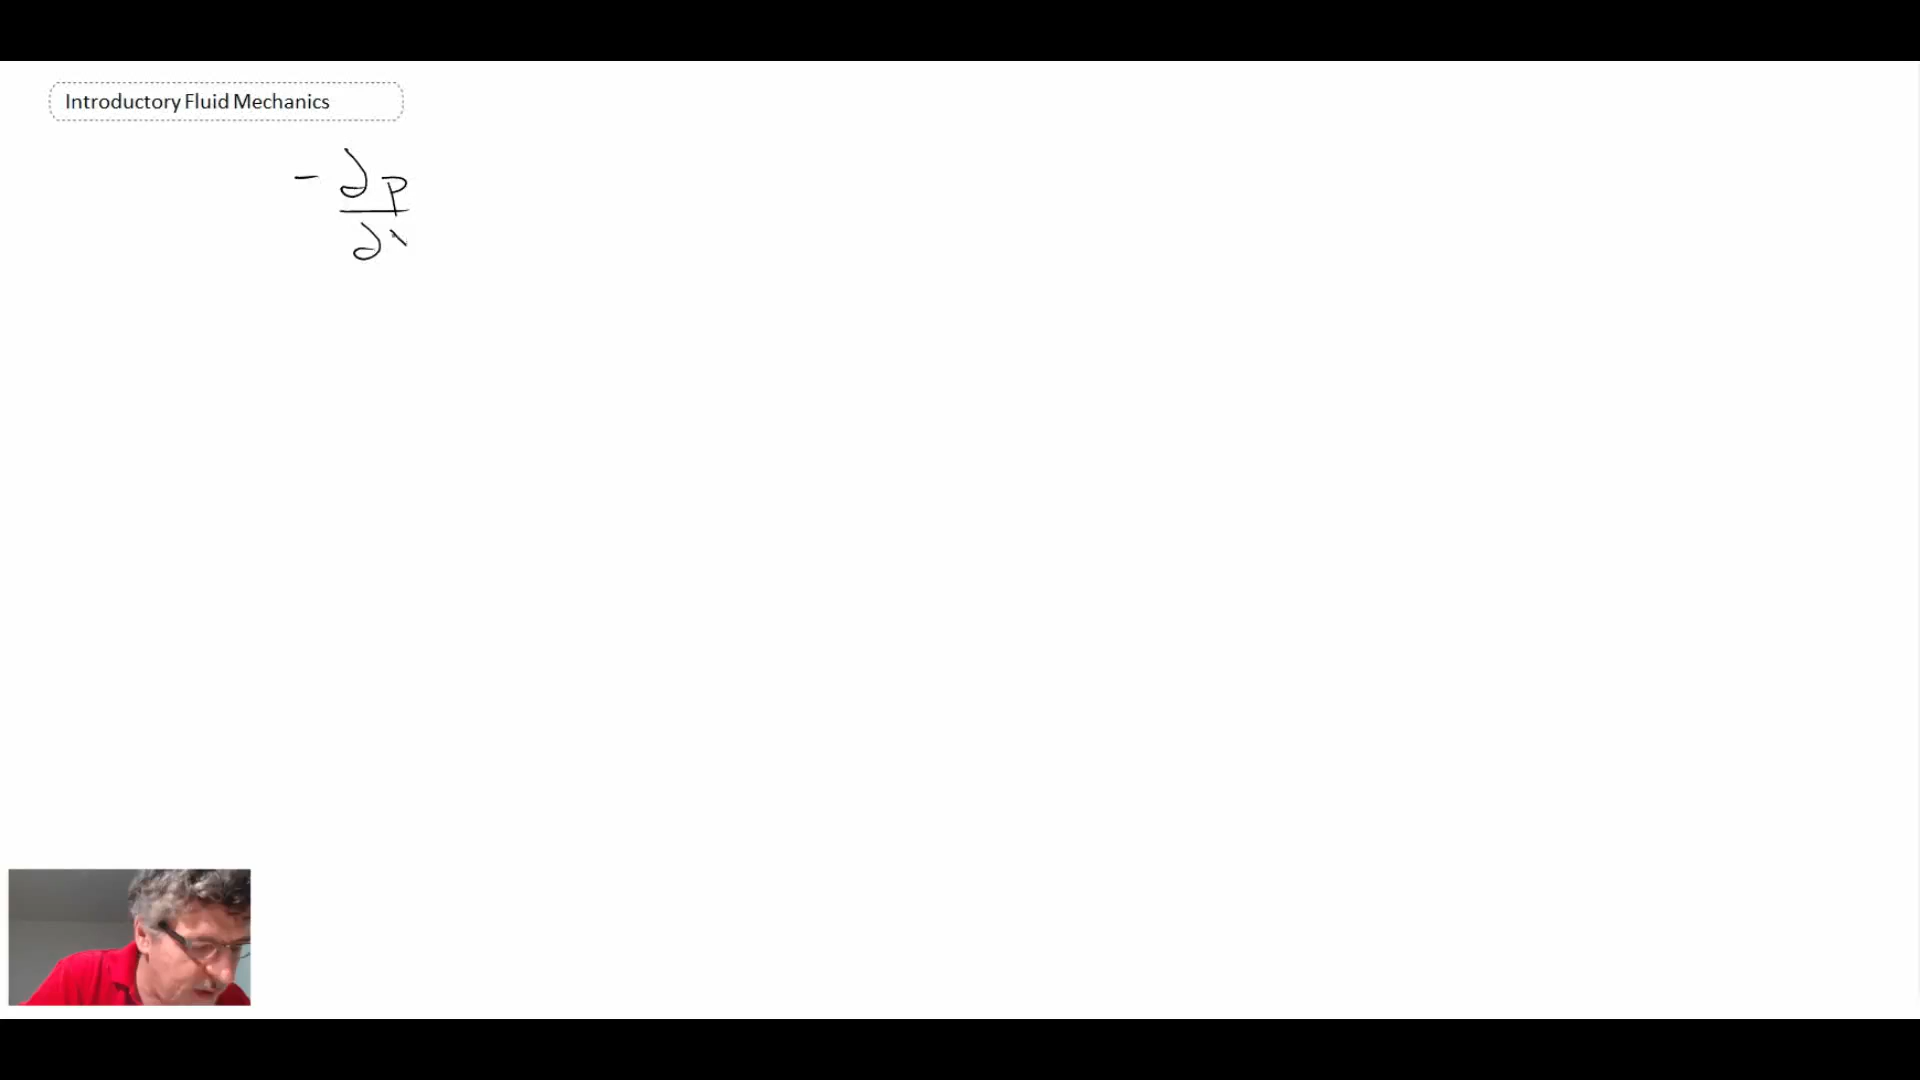 Introductory Fluid Mechanics
- ∂p
∂